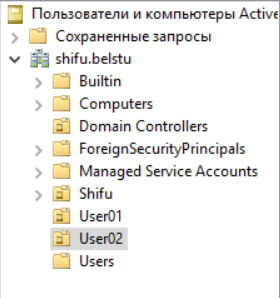 Пользователи и компьютеры Active
Сохраненные запросы
shifu.belstu
Builtin
Computers
Domain Controllers
ForeignSecurityPrincipals
Managed Service Accounts
Shifu
User01
User02
Users